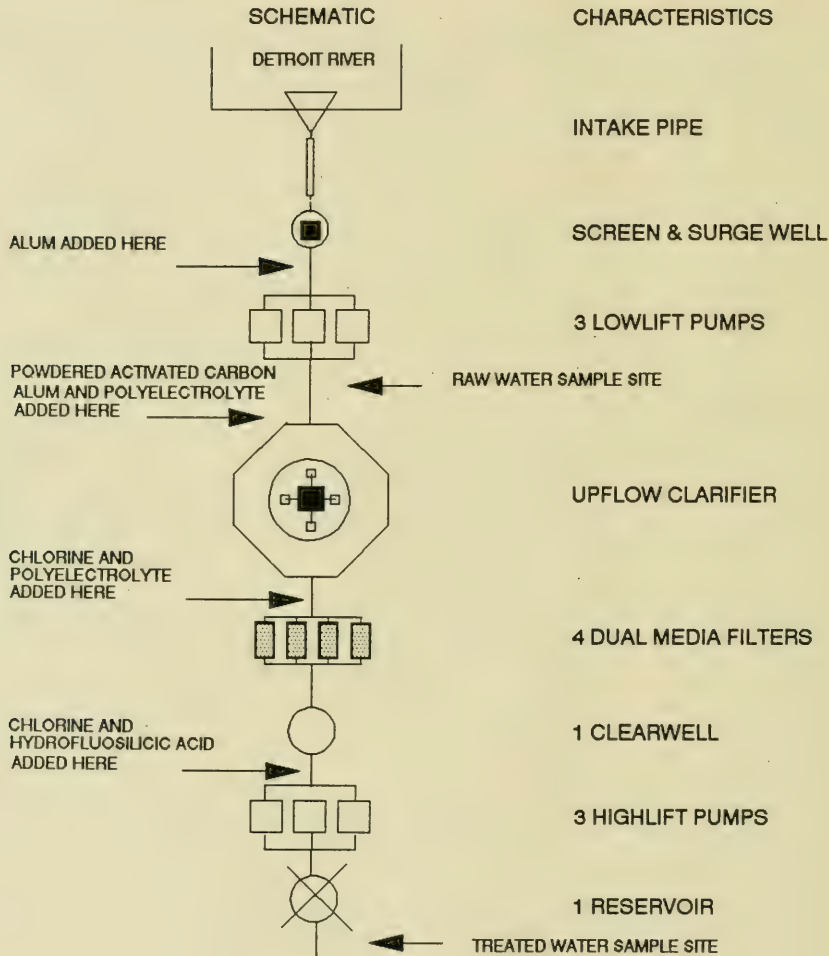 SCHEMATIC
CHARACTERISTICS
DETROIT RIVER
INTAKE PIPE
SCREEN & SURGE WELL
ALUM ADDED HERE
3 LOWLIFT PUMPS
POWDERED ACTIVATED CARBON
ALUM AND POLYELECTROLYTE
ADDED HERE
RAW WATER SAMPLE SITE
UPFLOW CLARIFIER
CHLORINE AND
POLYELECTROLYTE
ADDED HERE
4 DUAL MEDIA FILTERS
CHLORINE AND
HYDROFLUOSILICIC ACID
ADDED HERE
1 CLEARWELL
3 HIGHLIFT PUMPS
1 RESERVOIR
TREATED WATER SAMPLE SITE